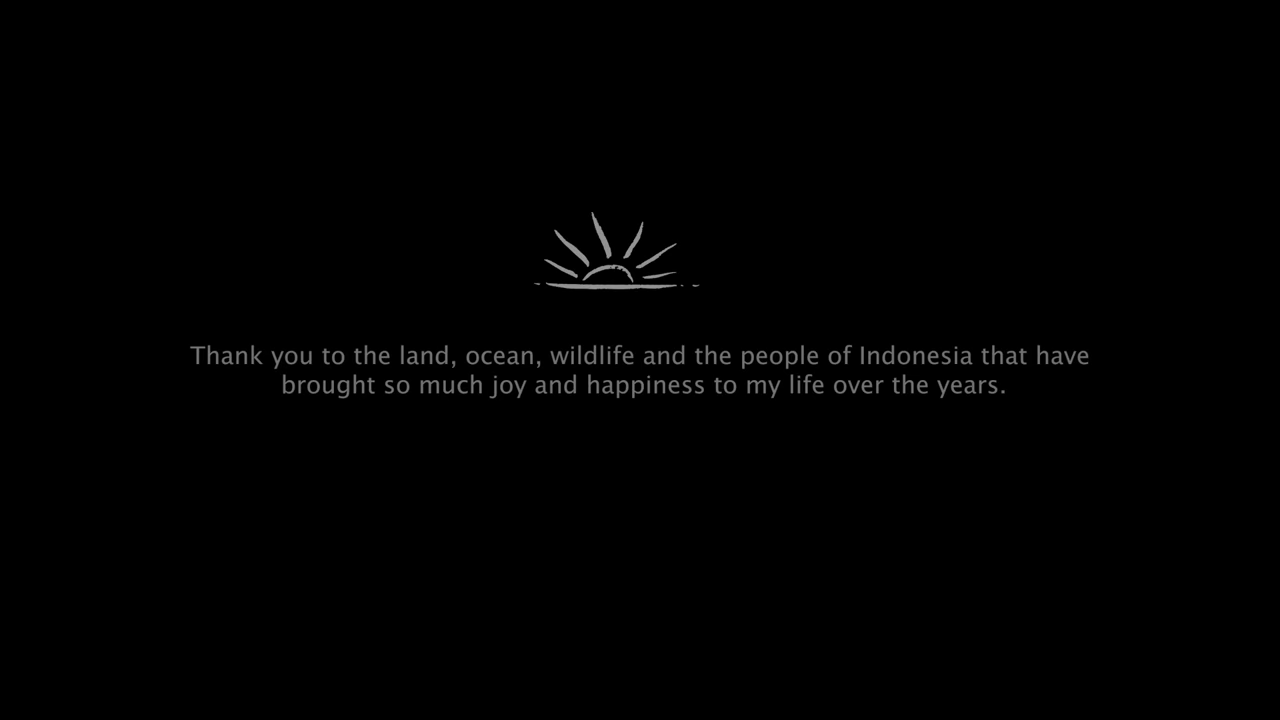 Thank you to the land, ocean, wildlife and the people of Indonesia that have
brought so much joy and happiness to my life over the years.